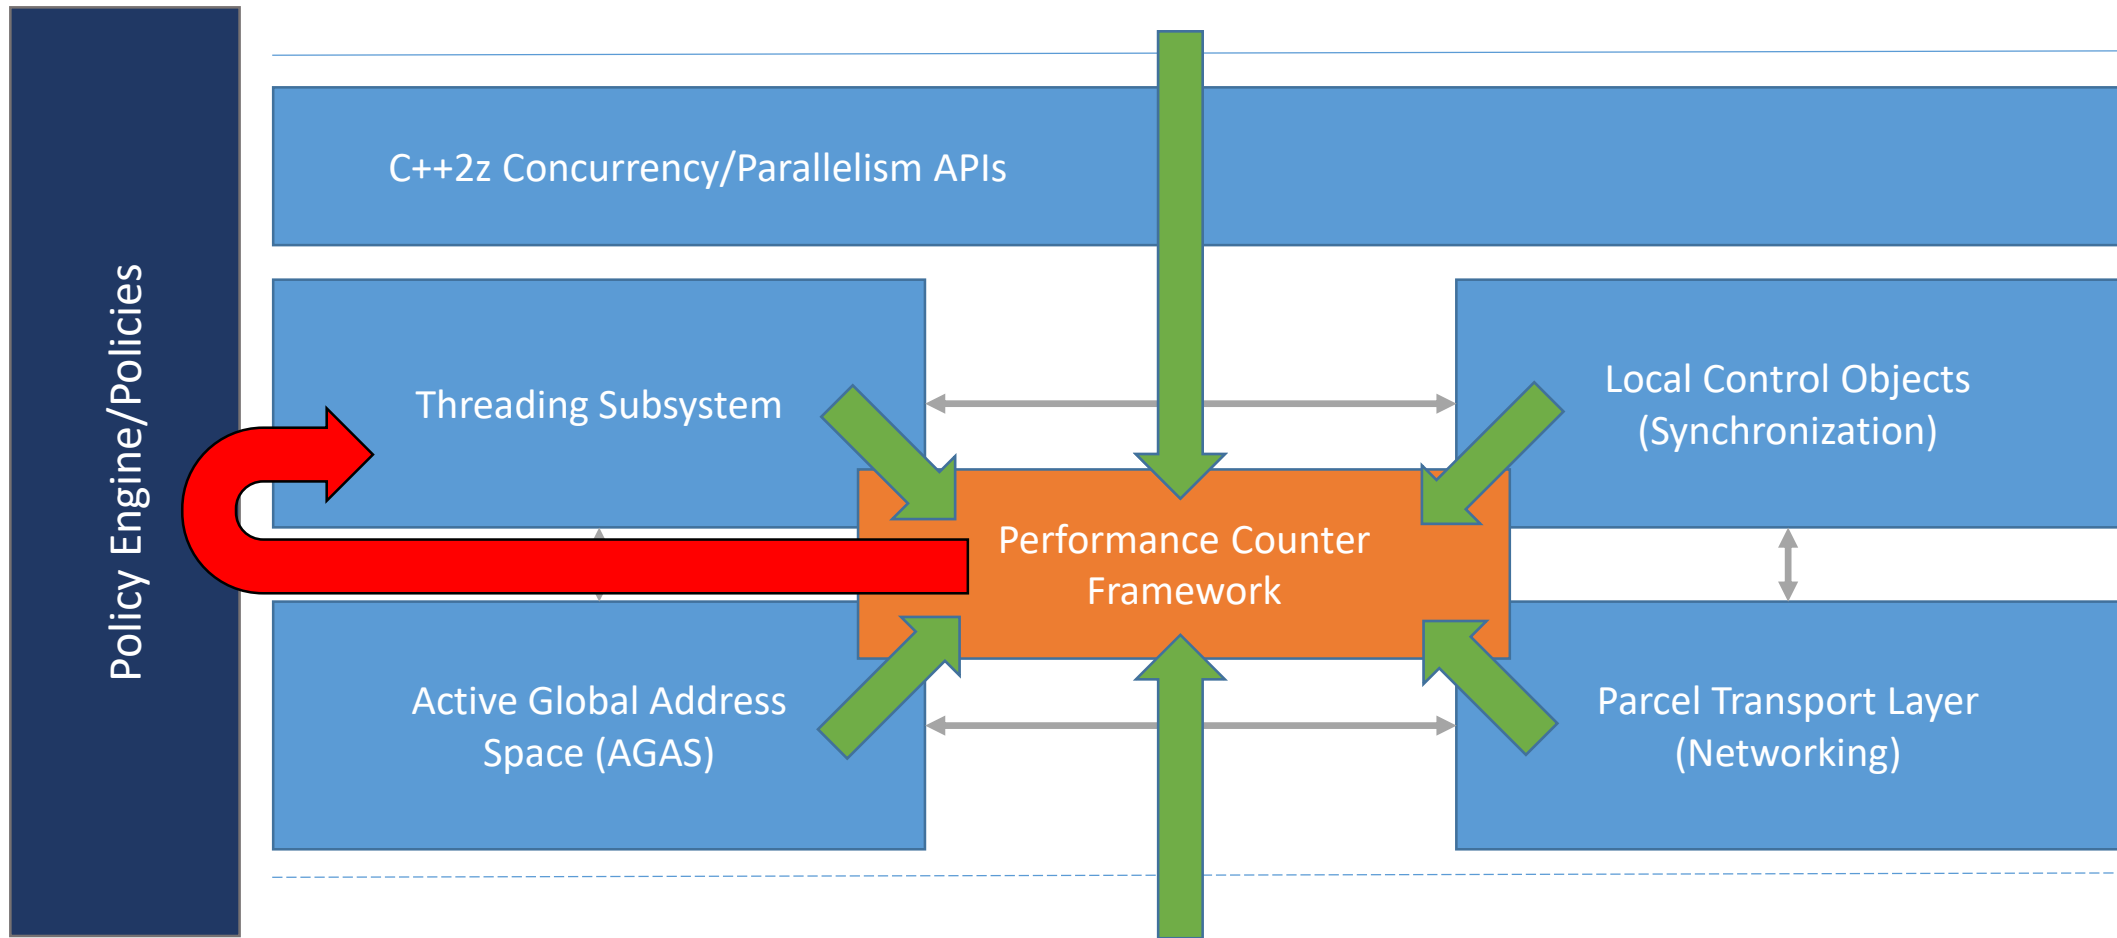 Policy Engine/Policies
C++2z Concurrency/Parallelism APIs
Threading Subsystem
Local Control Objects
(Synchronization)
Performance Counter
Framework
Active Global Address
Space (AGAS)
Parcel Transport Layer
(Networking)